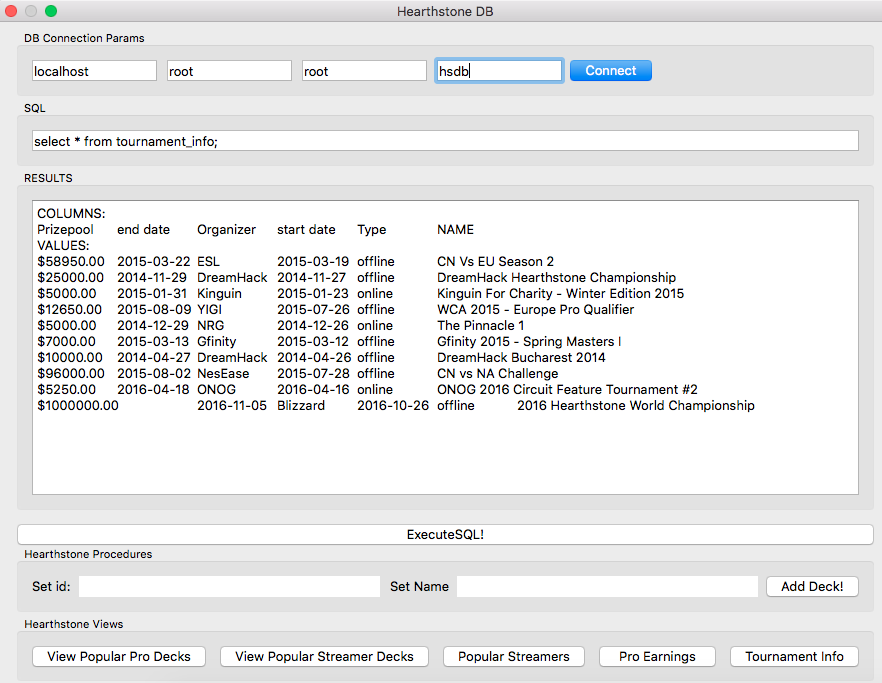 Hearthstone DB
DB Connection Params
localhost root root hsdb Connect
SQL
select * from tournament_info;
RESULTS
COLUMNS:
Prizepool end date Organizer start date Type NAME
VALUES:
$58950.00 2015-03-22 ESL 2015-03-19 offline CN Vs EU Season 2
$25000.00 2014-11-29 DreamHack 2014-11-27 offline DreamHack Hearthstone Championship
$5000.00 2015-01-31 Kinguin 2015-01-23 online Kinguin For Charity - Winter Edition 2015
$12650.00 2015-08-09 YIGI 2015-07-26 offline WCA 2015 - Europe Pro Qualifier
$5000.00 2014-12-29 NRG 2014-12-26 online The Pinnacle 1
$7000.00 2015-03-13 Gfinity 2015-03-12 offline Gfinity 2015 - Spring Masters I
$10000.00 2014-04-27 DreamHack 2014-04-26 offline DreamHack Bucharest 2014
$96000.00 2015-08-02 NesEase 2015-07-28 offline CN vs NA Challenge
$5250.00 2016-04-18 ONOG 2016-04-16 online ONOG 2016 Circuit Feature Tournament #2
$1000000.00 2016-11-05 Blizzard 2016-10-26 offline 2016 Hearthstone World Championship
ExecuteSQL!
Hearthstone Procedures
Set id: Set Name Add Deck!
Hearthstone Views
View Popular Pro Decks View Popular Streamer Decks Popular Streamers Pro Earnings Tournament Info